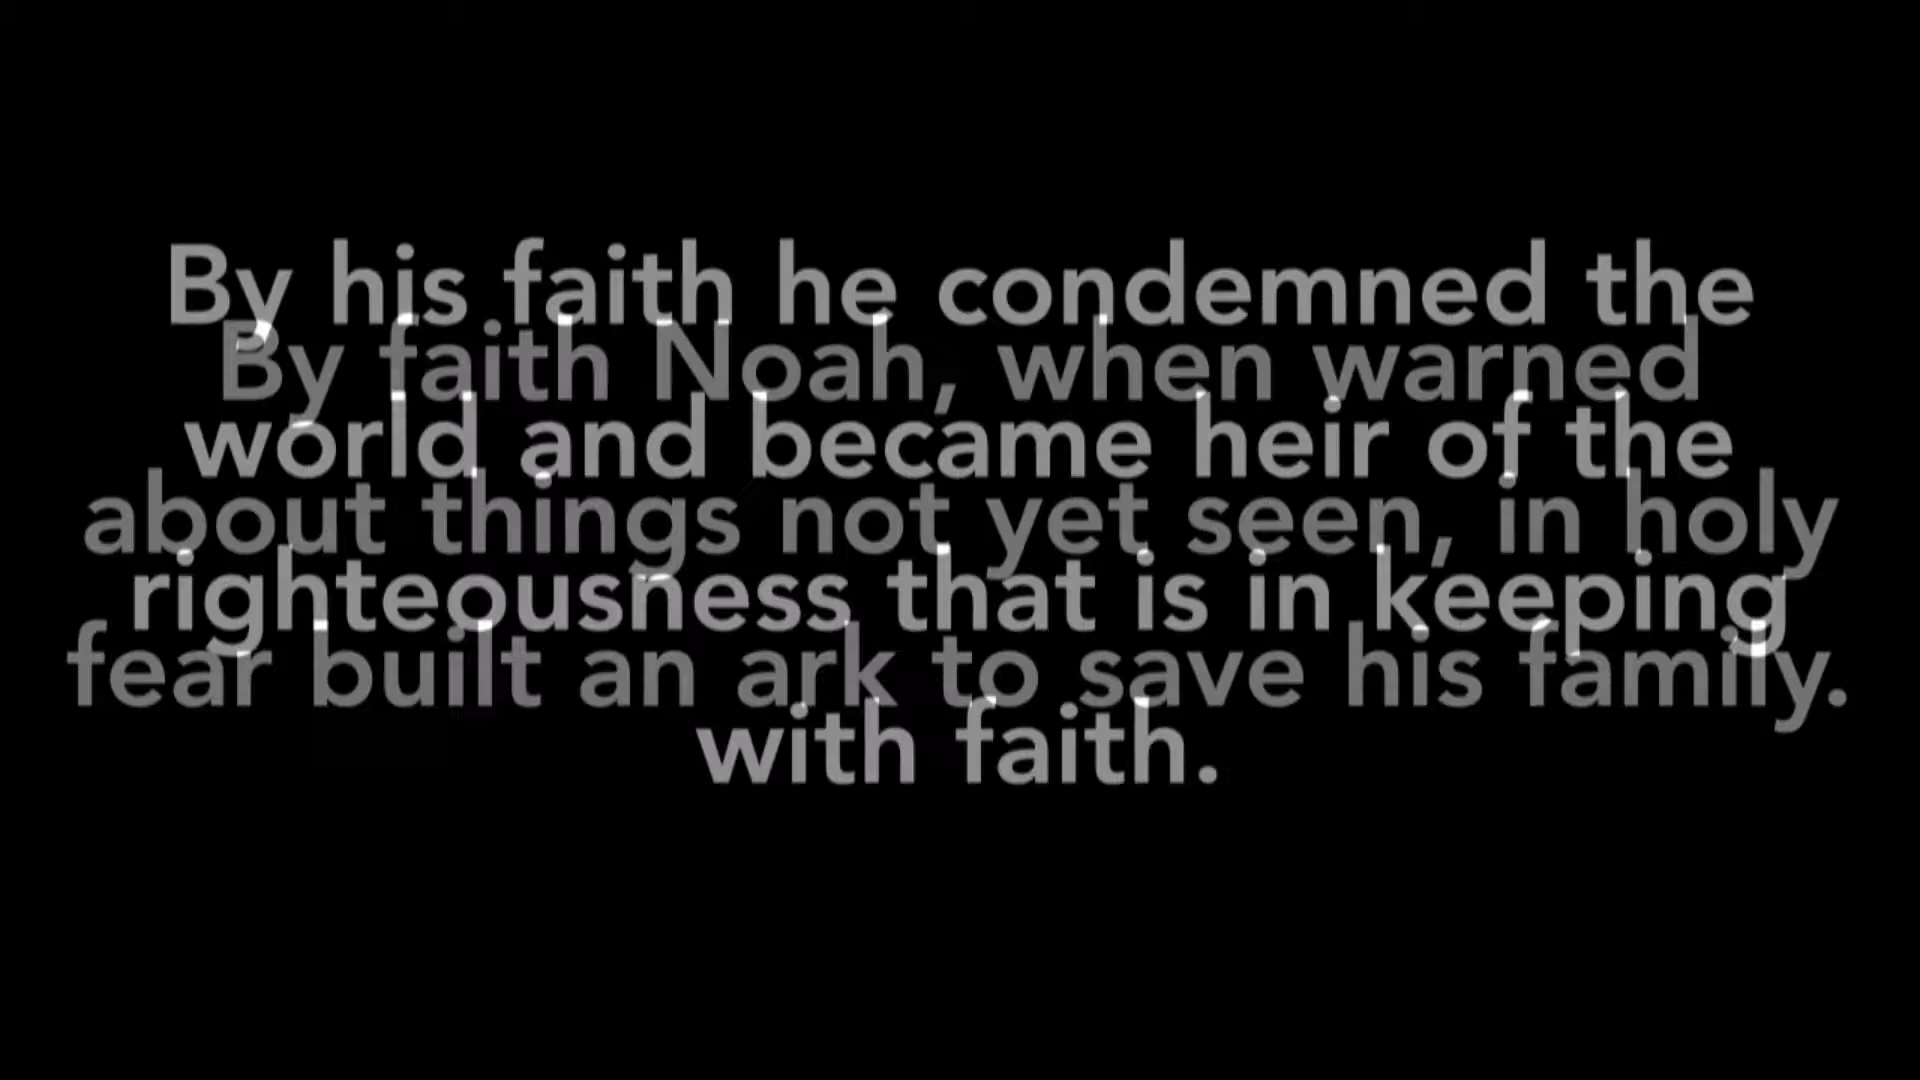 By his faith he condemned the
By faith Noah, when warned
world and became heir of the
about things not yet seen, in holy
righteousness that is in keeping
fear built an ark to save his family.
with faith.